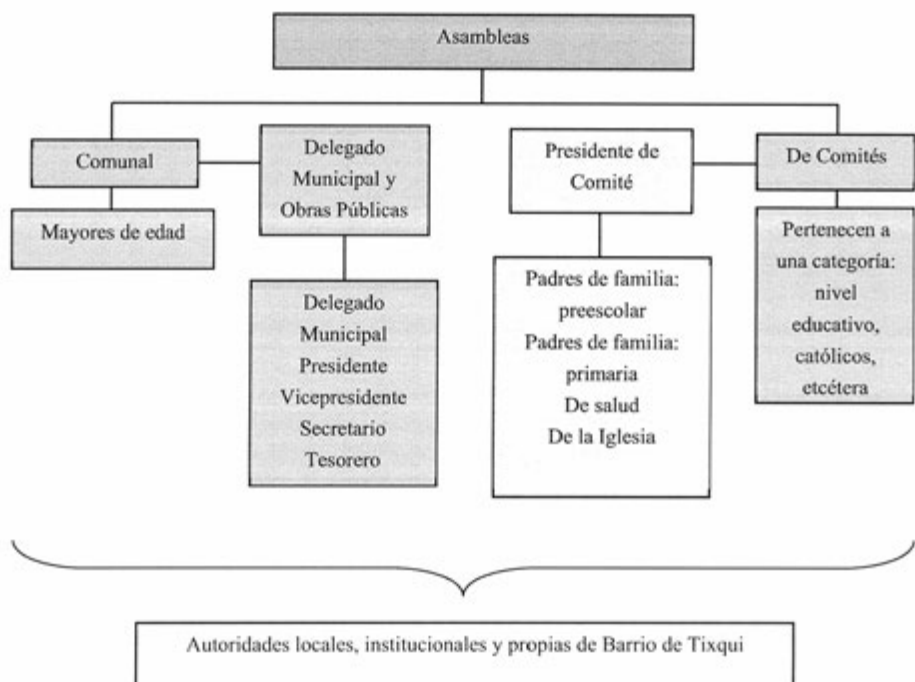 Asambleas
Comunal
Mayores de edad
Delegado
Municipal y
Obras Públicas
Delegado
Municipal
Presidente
Vicepresidente
Secretario
Tesorero
Presidente de
Comité
Padres de familia:
preescolar
Padres de familia:
primaria
De salud
De la Iglesia
De Comités
Pertenecen a
una categoría:
nivel
educativo,
católicos,
etcétera
Autoridades locales, institucionales y propias de Barrio de Tixqui